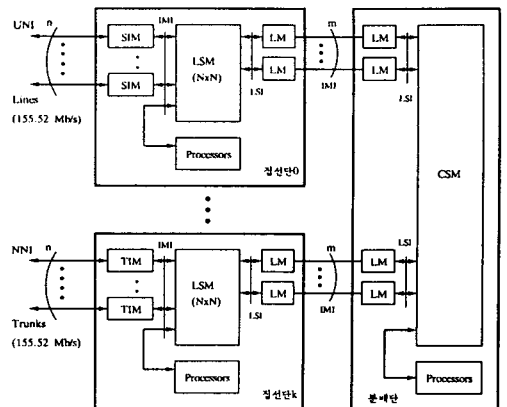 UNI
n
Lines
(155.52 Mb/s)
SIM
SIM
IMI
LSM
(NxN)
LSI
LM
LM
Processors
집선단0
m
IMI
LM
LM
LSI
CSM
NNI
n
Trunks
(155.52 Mb/s)
TIM
TIM
IMI
LSM
(NxN)
LSI
LM
LM
Processors
집선단k
m
IMI
LM
LM
LSI
Processors
분배단